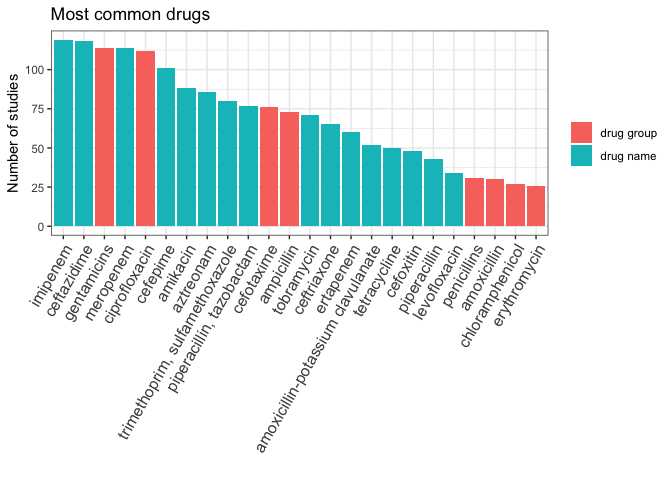 Most common drugs
Number of studies
100
75
50
25
0
imipenem
ceftazidime
gentamicins
meropenem
ciprofloxacin
cefepime
amikacin
aztreonam
trimethoprim, sulfamethoxazole
piperacillin, tazobactam
cefotaxime
ampicillin
tobramycin
ceftriaxone
ertapenem
amoxicillin-potassium clavulanate
tetracycline
cefoxitin
piperacillin
levofloxacin
penicillins
amoxicillin
chloramphenicol
erythromycin
drug group
drug name